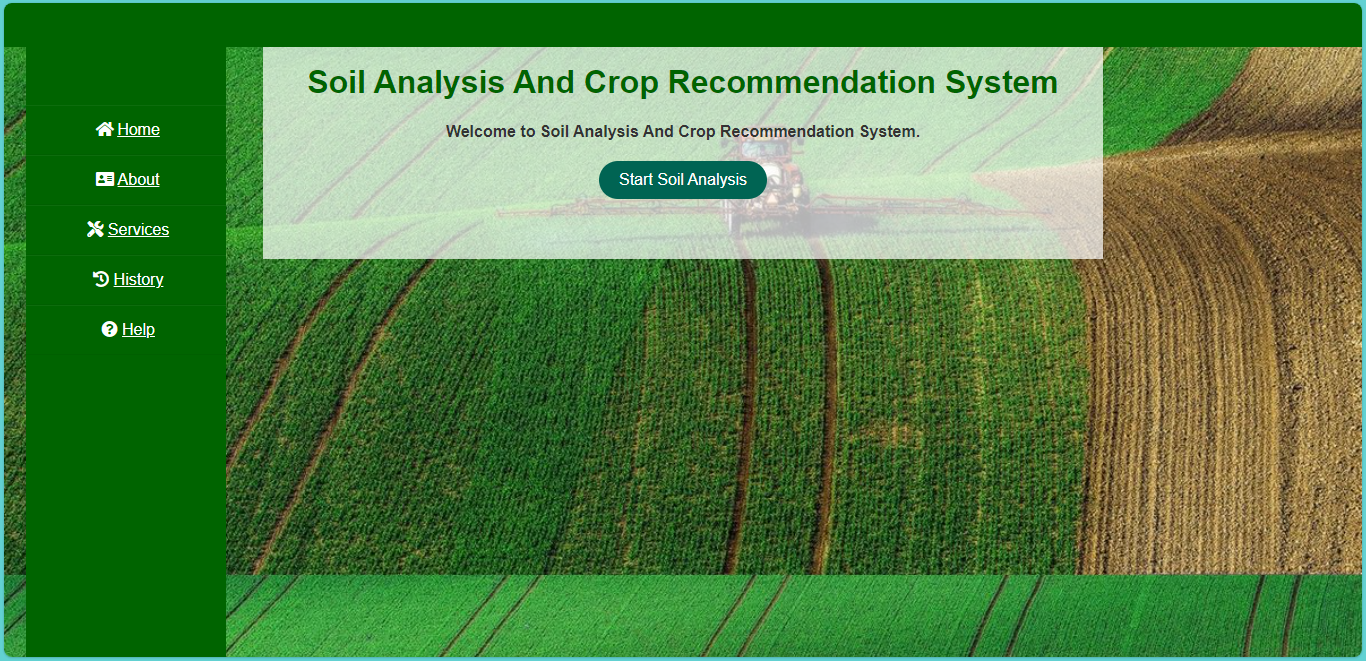 Soil Analysis And Crop Recommendation System
Welcome to Soil Analysis And Crop Recommendation System.
Start Soil Analysis
Home
About
Services
History
Help